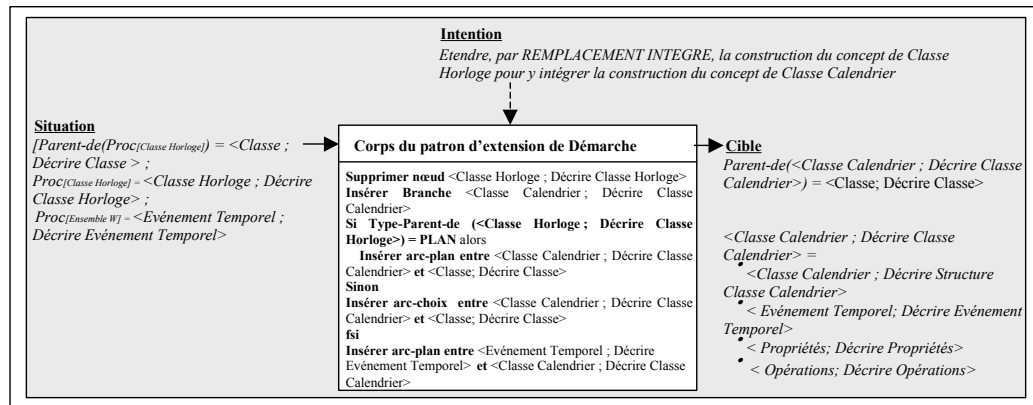 Intention
Etendre, par REMPLACEMENT INTEGRE, la construction du concept de Classe
Horloge pour y intégrer la construction du concept de Classe Calendrier
Situation
[Parent-de(Proc[Classe Horloge]) = <Classe ;
Décrire Classe > ;
Proc[Classe Horloge] = <Classe Horloge ; Décrire
Classe Horloge> ;
Proc[Ensemble W] = <Evénement Temporel ;
Décrire Evénement Temporel>
Corps du patron d'extension de Démarche
Supprimer nœud <Classe Horloge ; Décrire Classe Horloge>
Insérer Branche <Classe Calendrier ; Décrire Classe
Calendrier>
Si Type-Parent-de (<Classe Horloge ; Décrire Classe
Horloge>) = PLAN alors
Insérer arc-plan entre <Classe Calendrier ; Décrire Classe
Calendrier> et <Classe; Décrire Classe>
Sinon
Insérer arc-choix entre <Classe Calendrier ; Décrire Classe
Calendrier> et <Classe; Décrire Classe>
fsi
Insérer arc-plan entre <Evénement Temporel ; Décrire
Evénement Temporel> et <Classe Calendrier ; Décrire Classe
Calendrier>
Cible
Parent-de(<Classe Calendrier ; Décrire Classe
Calendrier>) = <Classe; Décrire Classe>
<Classe Calendrier ; Décrire Classe
Calendrier> =
• <Classe Calendrier ; Décrire Structure
Classe Calendrier>
• < Evénement Temporel; Décrire Evénement
Temporel>
• < Propriétés; Décrire Propriétés>
• < Opérations; Décrire Opérations>